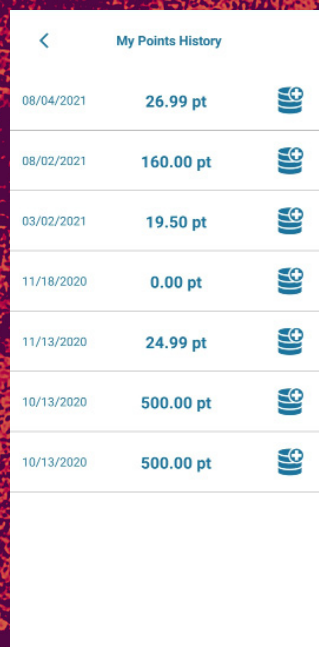 My Points History
08/04/2021 26.99 pt
08/02/2021 160.00 pt
03/02/2021 19.50 pt
11/18/2020 0.00 pt
11/13/2020 24.99 pt
10/13/2020 500.00 pt
10/13/2020 500.00 pt